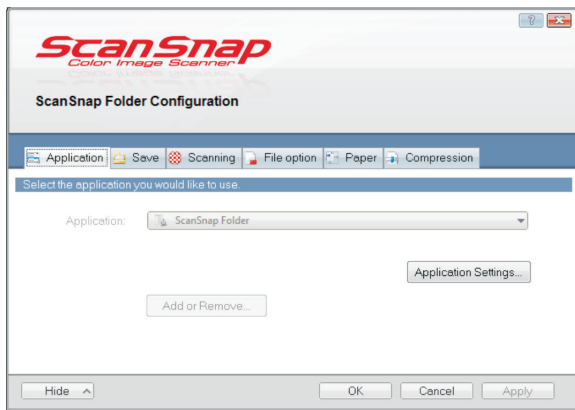 ScanSnap
Color Image Scanner
ScanSnap Folder Configuration
Application Save Scanning File option Paper Compression
Select the application you would like to use.
Application: ScanSnap Folder
Application Settings...
Add or Remove...
Hide OK Cancel Apply